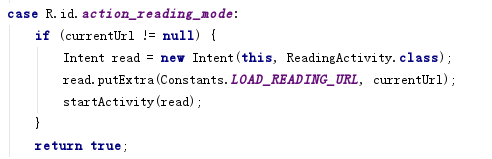 case R.id.action_reading_mode:
if (currentUrl != null) {
Intent read = new Intent(this, ReadingActivity.class);
read.putExtra(Constants.LOAD_READING_URL, currentUrl);
startActivity(read);
}
return true;